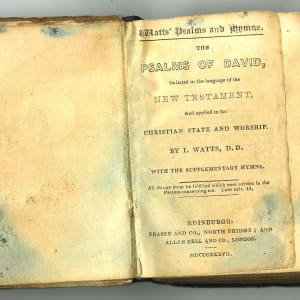 Watts' Psalms and Hymns.
THE
PSALMS OF DAVID,
Imitated in the language of the
NEW TESTAMENT,
And applied to the
CHRISTIAN STATE AND WORSHIP.
BY I. WATTS, D.D.
WITH THE SUPPLEMENTARY HYMNS.
All things must be fulfilled which were written in the
Psalms concerning me. Luke xxiv. 44.
EDINBURGH:
FRASER AND CO., NORTH BRIDGE; AND
ALLAN BELL AND CO., LONDON.
MDCCCXXXVII.